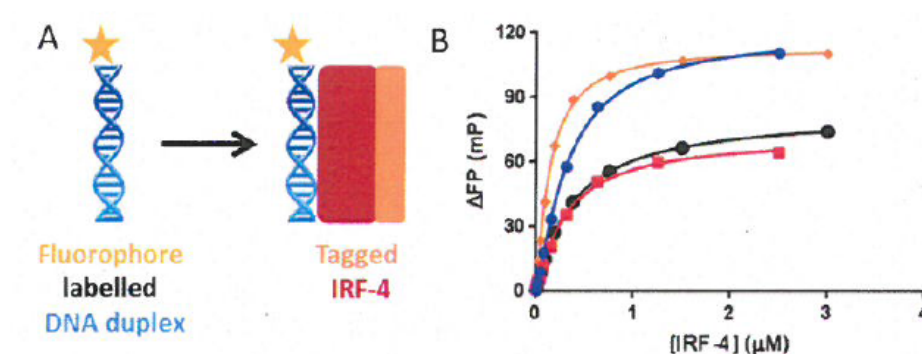 A
Fluorophore
labelled
DNA duplex
Tagged
IRF-4
B
ΔFP (mP)
120
90
60
30
0
0
1
2
3
4
[IRF-4] (μM)